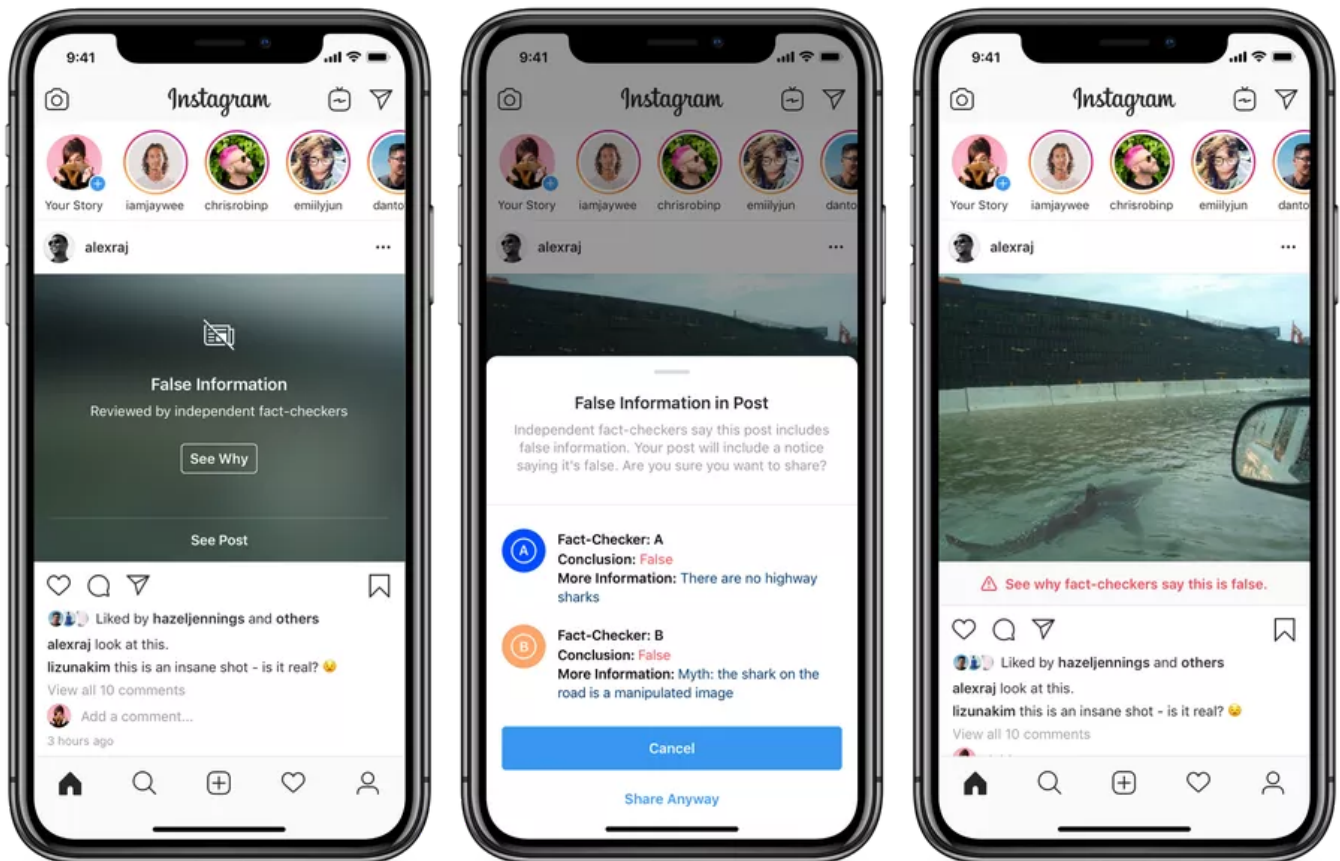 9:41
Instagram
Your Story
iamjaywee
chrisrobinp
emiilyjun
danto
alexraj
False Information
Reviewed by independent fact-checkers
See Why
See Post
Liked by hazeljennings and others
alexraj look at this.
lizunakim this is an insane shot - is it real? 😧
View all 10 comments
Add a comment...
3 hours ago
9:41
Instagram
Your Story
iamjaywee
chrisrobinp
emiilyjun
danto
alexraj
False Information in Post
Independent fact-checkers say this post includes
false information. Your post will include a notice
saying it's false. Are you sure you want to share?
A
Fact-Checker: A
Conclusion: False
More Information: There are no highway
sharks
B
Fact-Checker: B
Conclusion: False
More Information: Myth: the shark on the
road is a manipulated image
Cancel
Share Anyway
9:41
Instagram
Your Story
iamjaywee
chrisrobinp
emiilyjun
danto
alexraj
See why fact-checkers say this is false.
Liked by hazeljennings and others
alexraj look at this.
lizunakim this is an insane shot - is it real? 😧
View all 10 comments